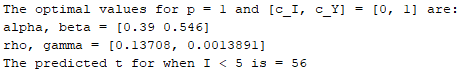 The optimal values for p = 1 and [c_I, c_Y] = [0, 1] are:
alpha, beta = [0.39 0.546]
rho, gamma = [0.13708, 0.0013891]
The predicted t for when I < 5 is = 56